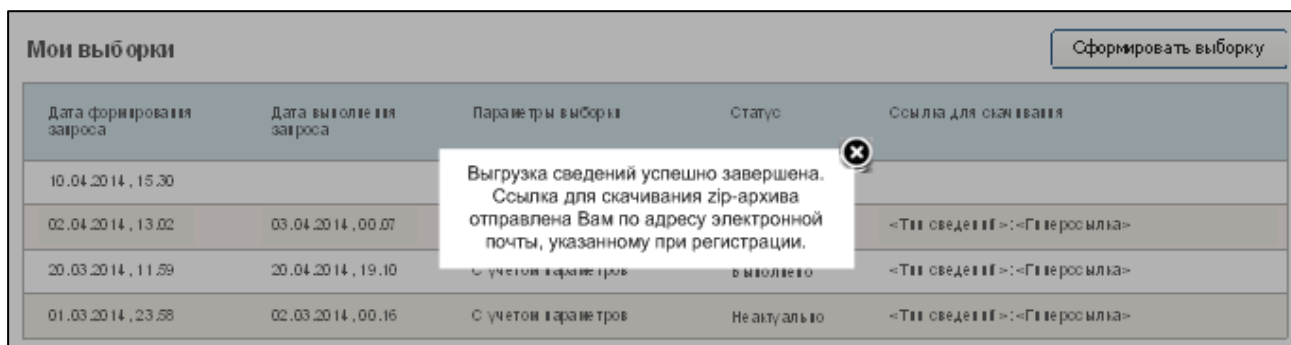 Мои выборки
Сформировать выборку
Дата формирования запроса
Дата выполнения запроса
Параметры выборки
Статус
Ссылка для скачивания
Выгрузка сведений успешно завершена.
Ссылка для скачивания zip-архива
отправлена Вам по адресу электронной
почты, указанному при регистрации.
10.04.2014, 15.30
02.04.2014, 13.02 03.04.2014, 00.07 <Тип сведений>:<Гиперссылка>
20.03.2014, 11.59 20.04.2014, 19.10 С учетом параметров Выполнено <Тип сведений>:<Гиперссылка>
01.03.2014, 23.58 02.03.2014, 00.16 С учетом параметров Неактуально <Тип сведений>:<Гиперссылка>